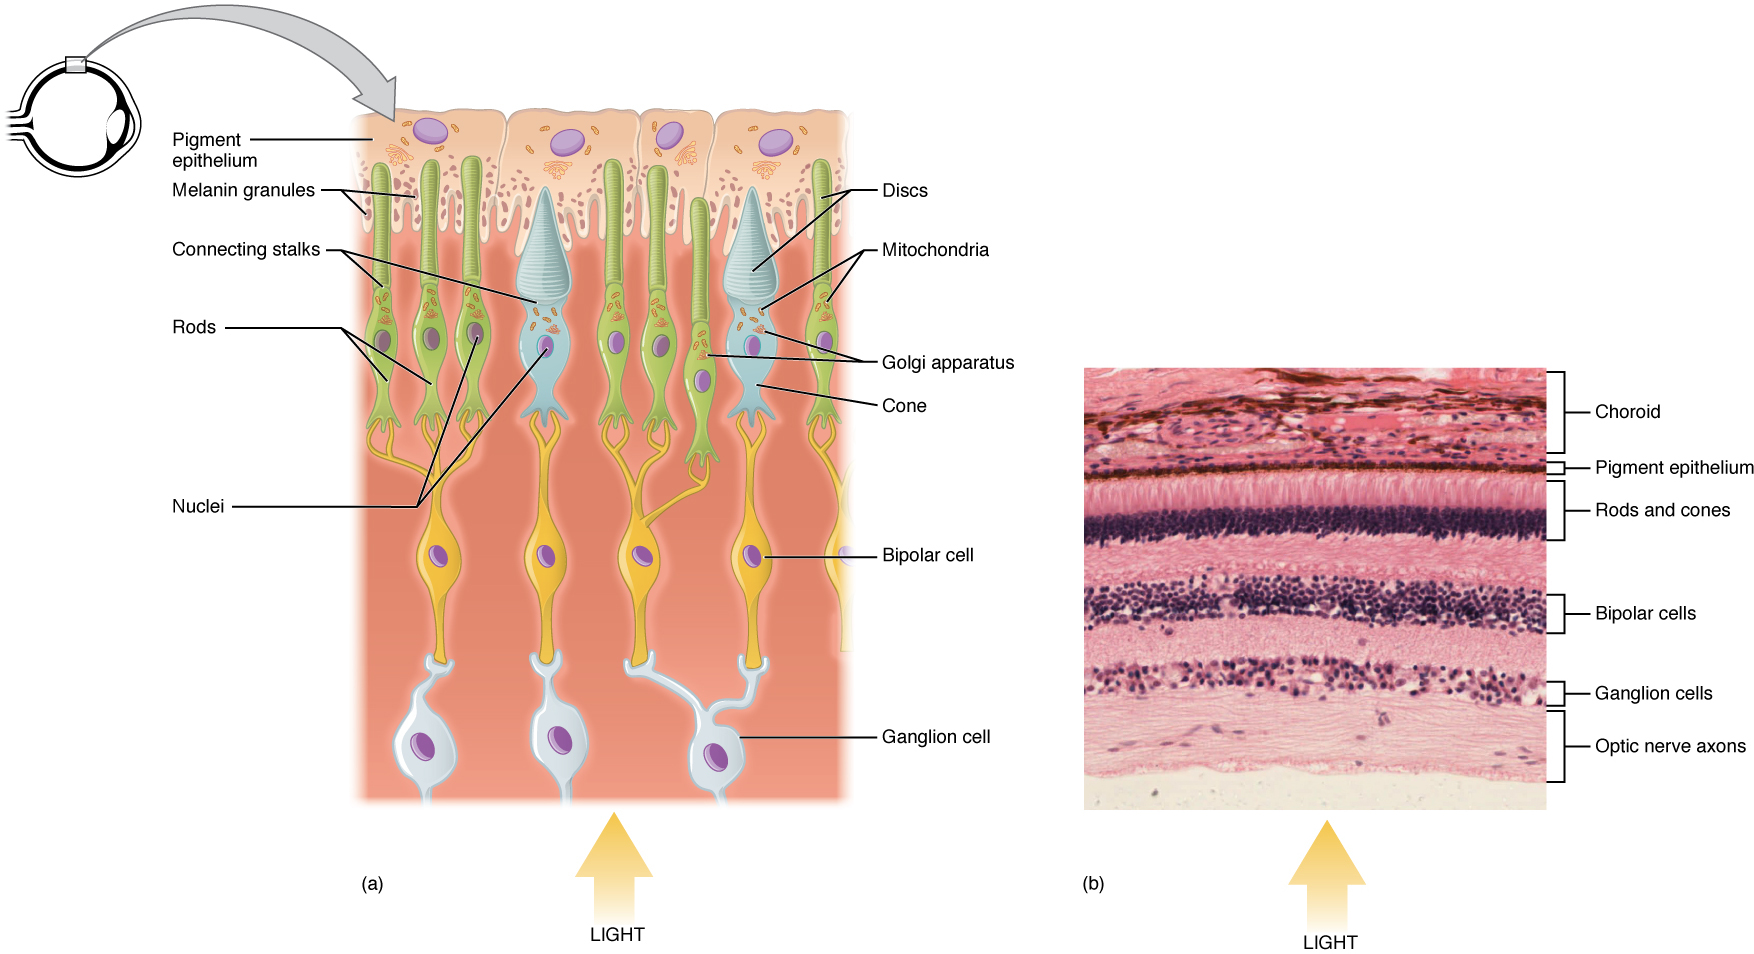 Pigment
epithelium
Melanin granules
Connecting stalks
Rods
Nuclei
Discs
Mitochondria
Golgi apparatus
Cone
Bipolar cell
Ganglion cell
(a)
LIGHT
Choroid
Pigment epithelium
Rods and cones
Bipolar cells
Ganglion cells
Optic nerve axons
(b)
LIGHT